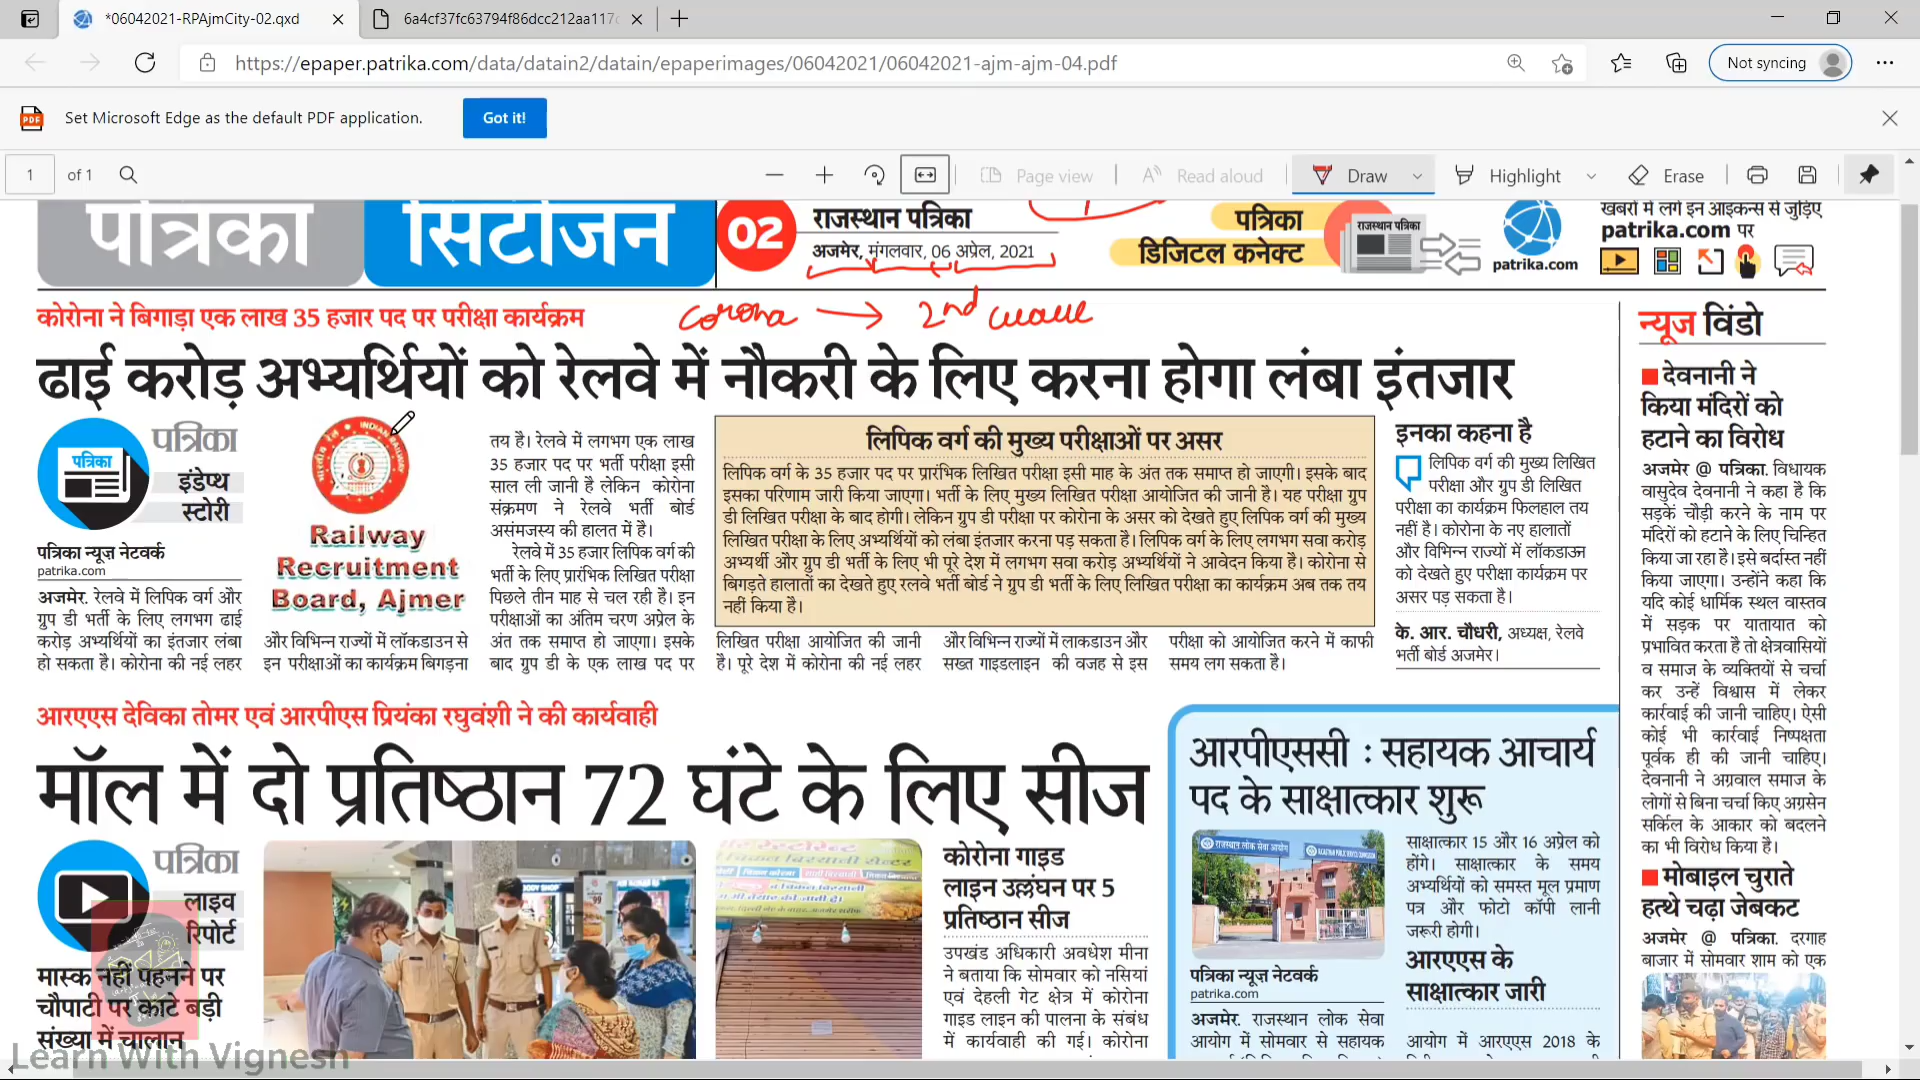 *06042021-RPAjmCity-02.qxd
6a4cf37fc63794f86dcc212aa117
https://epaper.patrika.com/data/datain2/datain/epaperimages/06042021/06042021-ajm-ajm-04.pdf
Not syncing
PDF
Set Microsoft Edge as the default PDF application.
Got it!
1
of 1
Page view
Read aloud
Draw
Highlight
Erase
पत्रिका
सिटीजन
02
राजस्थान पत्रिका
अजमेर, मंगलवार, 06 अप्रेल, 2021
पत्रिका
डिजिटल कनेक्ट
राजस्थान पत्रिका
patrika.com
खबरों में लगे इन आइकन्स से जुड़िए
patrika.com पर
कोरोना ने बिगाड़ा एक लाख 35 हजार पद पर परीक्षा कार्यक्रम
corona → 2nd wave
ढाई करोड़ अभ्यर्थियों को रेलवे में नौकरी के लिए करना होगा लंबा इंतजार
पत्रिका
पत्रिका
इंडेप्थ
स्टोरी
पत्रिका न्यूज नेटवर्क
patrika.com
अजमेर. रेलवे में लिपिक वर्ग और
ग्रुप डी भर्ती के लिए लगभग ढाई
करोड़ अभ्यर्थियों का इंतजार लंबा
हो सकता है। कोरोना की नई लहर
INDIAN RAILWAY
Railway
Recruitment
Board, Ajmer
और विभिन्न राज्यों में लॉकडाउन से
इन परीक्षाओं का कार्यक्रम बिगड़ना
तय है। रेलवे में लगभग एक लाख
35 हजार पद पर भर्ती परीक्षा इसी
साल ली जानी है लेकिन कोरोना
संक्रमण ने रेलवे भर्ती बोर्ड
असंमजस्य की हालत में है।
रेलवे में 35 हजार लिपिक वर्ग की
भर्ती के लिए प्रारंभिक लिखित परीक्षा
पिछले तीन माह से चल रही है। इन
परीक्षाओं का अंतिम चरण अप्रेल के
अंत तक समाप्त हो जाएगा। इसके
बाद ग्रुप डी के एक लाख पद पर
लिपिक वर्ग की मुख्य परीक्षाओं पर असर
लिपिक वर्ग के 35 हजार पद पर प्रारंभिक लिखित परीक्षा इसी माह के अंत तक समाप्त हो जाएगी। इसके बाद
इसका परिणाम जारी किया जाएगा। भर्ती के लिए मुख्य लिखित परीक्षा आयोजित की जानी है। यह परीक्षा ग्रुप
डी लिखित परीक्षा के बाद होगी। लेकिन ग्रुप डी परीक्षा पर कोरोना के असर को देखते हुए लिपिक वर्ग की मुख्य
लिखित परीक्षा के लिए अभ्यर्थियों को लंबा इंतजार करना पड़ सकता है। लिपिक वर्ग के लिए लगभग सवा करोड़
अभ्यर्थी और ग्रुप डी भर्ती के लिए भी पूरे देश में लगभग सवा करोड़ अभ्यर्थियों ने आवेदन किया है। कोरोना से
बिगड़ते हालातों का देखते हुए रलवे भर्ती बोर्ड ने ग्रुप डी भर्ती के लिए लिखित परीक्षा का कार्यक्रम अब तक तय
नहीं किया है।
लिखित परीक्षा आयोजित की जानी
है। पूरे देश में कोरोना की नई लहर
और विभिन्न राज्यों में लाकडाउन और
सख्त गाइडलाइन की वजह से इस
परीक्षा को आयोजित करने में काफी
समय लग सकता है।
इनका कहना है
लिपिक वर्ग की मुख्य लिखित
परीक्षा और ग्रुप डी लिखित
परीक्षा का कार्यक्रम फिलहाल तय
नहीं है। कोरोना के नए हालातों
और विभिन्न राज्यों में लॉकडाऊन
को देखते हुए परीक्षा कार्यक्रम पर
असर पड़ सकता है।
के. आर. चौधरी, अध्यक्ष, रेलवे
भर्ती बोर्ड अजमेर।
न्यूज विंडो
देवनानी ने
किया मंदिरों को
हटाने का विरोध
अजमेर @ पत्रिका. विधायक
वासुदेव देवनानी ने कहा है कि
सड़के चौड़ी करने के नाम पर
मंदिरों को हटाने के लिए चिन्हित
किया जा रहा है। इसे बर्दास्त नहीं
किया जाएगा। उन्होंने कहा कि
यदि कोई धार्मिक स्थल वास्तव
में सड़क पर यातायात को
प्रभावित करता है तो क्षेत्रवासियों
व समाज के व्यक्तियों से चर्चा
कर उन्हें विश्वास में लेकर
कार्रवाई की जानी चाहिए। ऐसी
कोई भी कार्रवाई निष्पक्षता
पूर्वक ही की जानी चाहिए।
देवनानी ने अग्रवाल समाज के
लोगों से बिना चर्चा किए अग्रसेन
सर्किल के आकार को बदलने
का भी विरोध किया है।
मोबाइल चुराते
हत्थे चढ़ा जेबकट
अजमेर @ पत्रिका. दरगाह
बाजार में सोमवार शाम को एक
आरएएस देविका तोमर एवं आरपीएस प्रियंका रघुवंशी ने की कार्यवाही
मॉल में दो प्रतिष्ठान 72 घंटे के लिए सीज
पत्रिका
लाइव
रिपोर्ट
मास्क नहीं पहनने पर
चौपाटी पर काटे बड़ी
संख्या में चालान
कोरोना गाइड
लाइन उल्लंघन पर 5
प्रतिष्ठान सीज
उपखंड अधिकारी अवधेश मीना
ने बताया कि सोमवार को नसियां
एवं देहली गेट क्षेत्र में कोरोना
गाइड लाइन की पालना के संबंध
में कार्यवाही की गई। कोरोना
आरपीएससी : सहायक आचार्य
पद के साक्षात्कार शुरू
राजस्थान लोक सेवा आयोग
पत्रिका न्यूज नेटवर्क
patrika.com
अजमेर. राजस्थान लोक सेवा
आयोग में सोमवार से सहायक
साक्षात्कार 15 और 16 अप्रेल को
होंगे। साक्षात्कार के समय
अभ्यर्थियों को समस्त मूल प्रमाण
पत्र और फोटो कॉपी लानी
जरूरी होगी।
आरएएस के
साक्षात्कार जारी
आयोग में आरएएस 2018 के
Learn With Vignesh